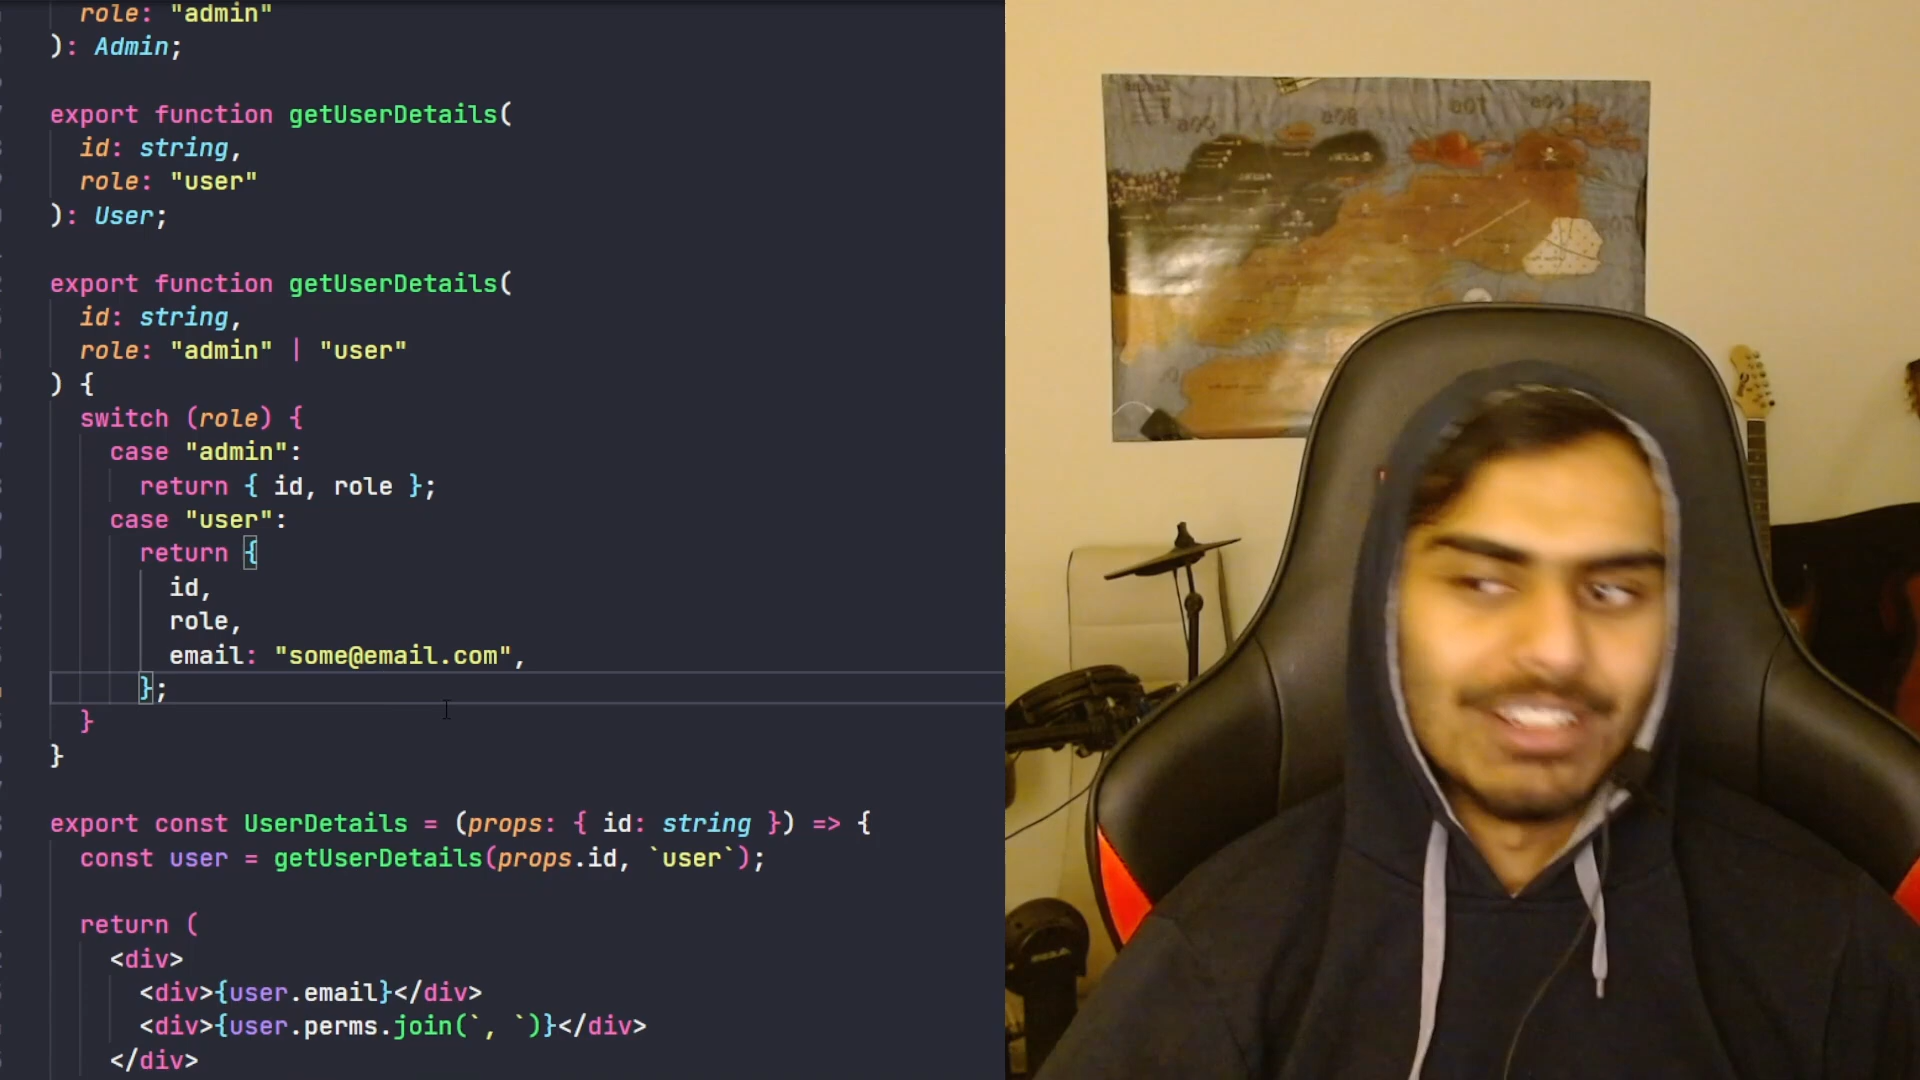 role: "admin"
): Admin;
export function getUserDetails(
id: string,
role: "user"
): User;
export function getUserDetails(
id: string,
role: "admin" | "user"
) {
switch (role) {
case "admin":
return { id, role };
case "user":
return {
id,
role,
email: "some@email.com",
};
}
}
export const UserDetails = (props: { id: string }) => {
const user = getUserDetails(props.id, `user`);
return (
<div>
<div>{user.email}</div>
<div>{user.perms.join(`, `)}</div>
</div>